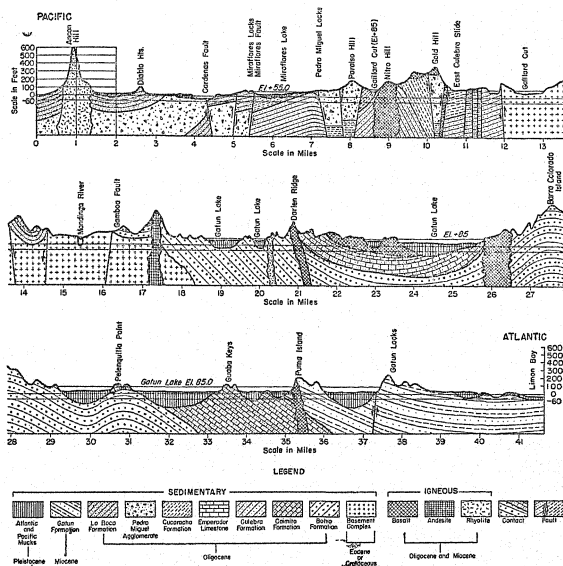 PACIFIC
Ancon Hill
Scale in Feet
600
500
400
300
200
100
0
-60
Diablo Hts.
Cardenas Fault
Miraflores Locks
Miraflores Fault
Miraflores Lake
El.+55.0
Pedro Miguel Locks
Paraiso Hill
Gaillard Cut(El+85)
Nitro Hill
Gold Hill
East Culebra Slide
Gaillard Cut
0 1 2 3 4 5 6 7 8 9 10 11 12 13
Scale in Miles
Mandinga River
Gamboa Fault
Gatun Lake
Gatun Lake
Darien Ridge
Gatun Lake
El.+85
Barro Colorado Island
14 15 16 17 18 19 20 21 22 23 24 25 26 27
Scale in Miles
Pelenquilla Point
Gatun Lake El. 85.0
Guaba Keys
Puma Island
Gatun Locks
ATLANTIC
Limon Bay
600
500
400
300
200
100
0
-60
28 29 30 31 32 33 34 35 36 37 38 39 40 41
Scale in Miles
LEGEND
SEDIMENTARY
IGNEOUS
Atlantic and Pacific Mucks
Gatun Formation
La Boca Formation
Pedro Miguel Agglomerate
Cucaracha Formation
Emperador Limestone
Culebra Formation
Caimito Formation
Bohio Formation
Basement Complex
Basalt
Andesite
Rhyolite
Contact
Fault
Pleistocene
Miocene
Oligocene
Eocene or Cretaceous
Oligocene and Miocene